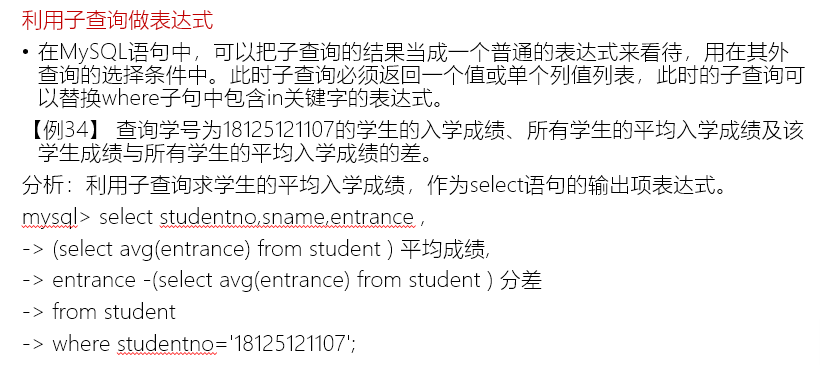 利用子查询做表达式
• 在MySQL语句中，可以把子查询的结果当成一个普通的表达式来看待，用在其外
查询的选择条件中。此时子查询必须返回一个值或单个列值列表，此时的子查询可
以替换where子句中包含in关键字的表达式。
【例34】 查询学号为18125121107的学生的入学成绩、所有学生的平均入学成绩及该
学生成绩与所有学生的平均入学成绩的差。
分析：利用子查询求学生的平均入学成绩，作为select语句的输出项表达式。
mysql> select studentno,sname,entrance ,
-> (select avg(entrance) from student ) 平均成绩,
-> entrance -(select avg(entrance) from student ) 分差
-> from student
-> where studentno='18125121107';